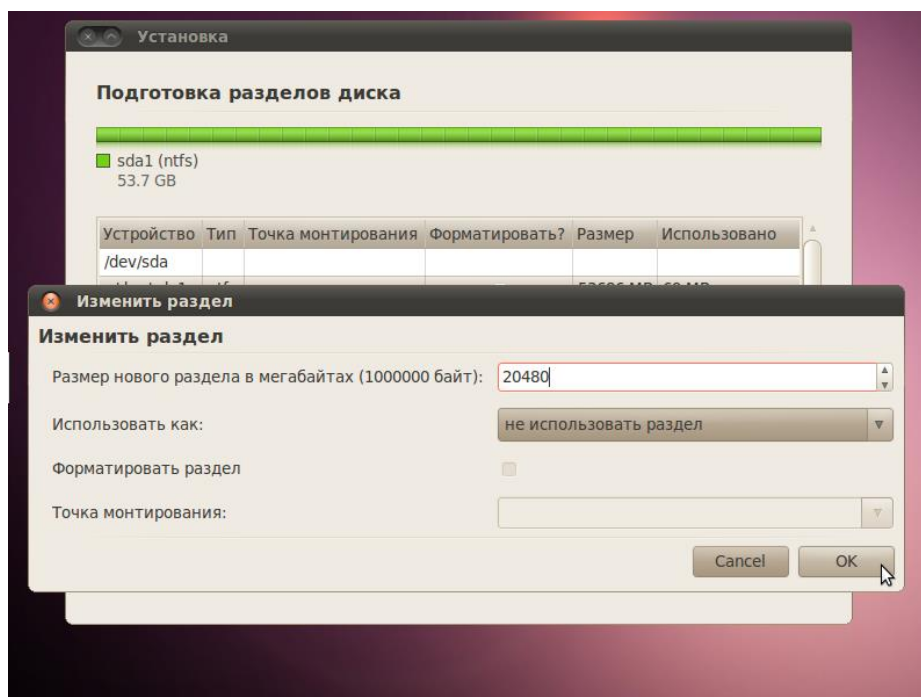 Установка
Подготовка разделов диска
sda1 (ntfs)
53.7 GB
Устройство Тип Точка монтирования Форматировать? Размер Использовано
/dev/sda
Изменить раздел
Изменить раздел
Размер нового раздела в мегабайтах (1000000 байт): 20480
Использовать как: не использовать раздел
Форматировать раздел
Точка монтирования:
Cancel OK